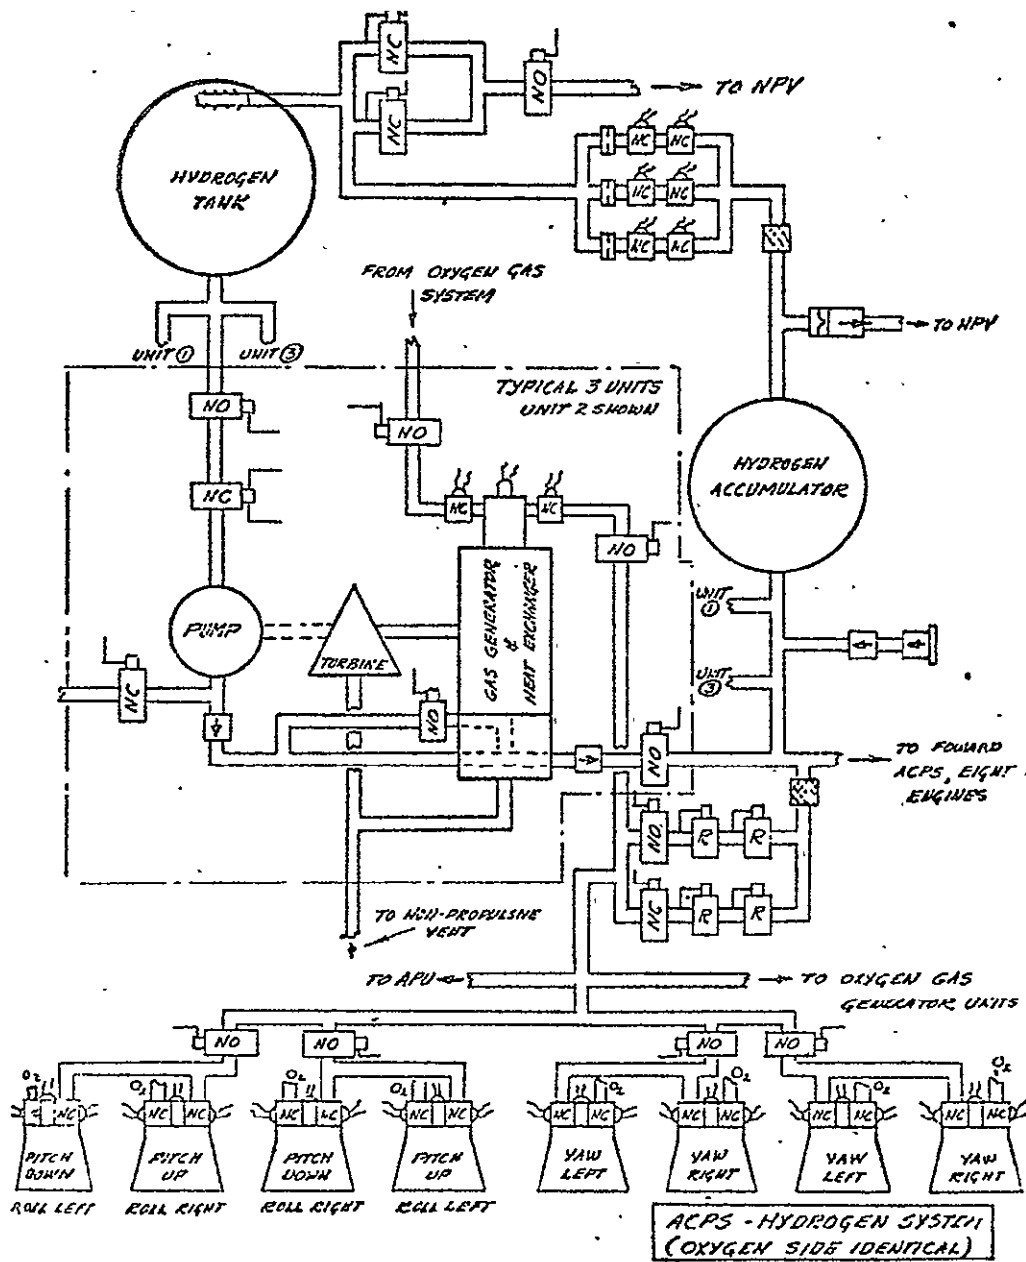 NC
NO
TO NPV
NC
HYDROGEN
TANK
NC NC
NC NC
NC NC
FROM OXYGEN GAS
SYSTEM
TO NPV
UNIT ①
UNIT ③
TYPICAL 3 UNITS
UNIT 2 SHOWN
NO
NO
HYDROGEN
ACCUMULATOR
NC
NC
NC
NO
GAS GENERATOR
&
HEAT EXCHANGER
UNIT
①
PUMP
TURBINE
NC
UNIT
③
NO
NO
TO FOWARD
ACPS, EIGHT
ENGINES
NO R R
NC R R
TO NON-PROPULSIVE
VENT
TO APU
TO OXYGEN GAS
GENERATOR UNITS
NO
NO
NO
NO
O₂
O₂
O₂
O₂
O₂
O₂
O₂
O₂
NC
NC NC
NC NC
NC NC
NC NC
NC NC
NC NC
NC NC
PITCH
DOWN
PITCH
UP
PITCH
DOWN
PITCH
UP
YAW
LEFT
YAW
RIGHT
YAW
LEFT
YAW
RIGHT
ROLL LEFT
ROLL RIGHT
ROLL RIGHT
ROLL LEFT
ACPS - HYDROGEN SYSTEM
(OXYGEN SIDE IDENTICAL)